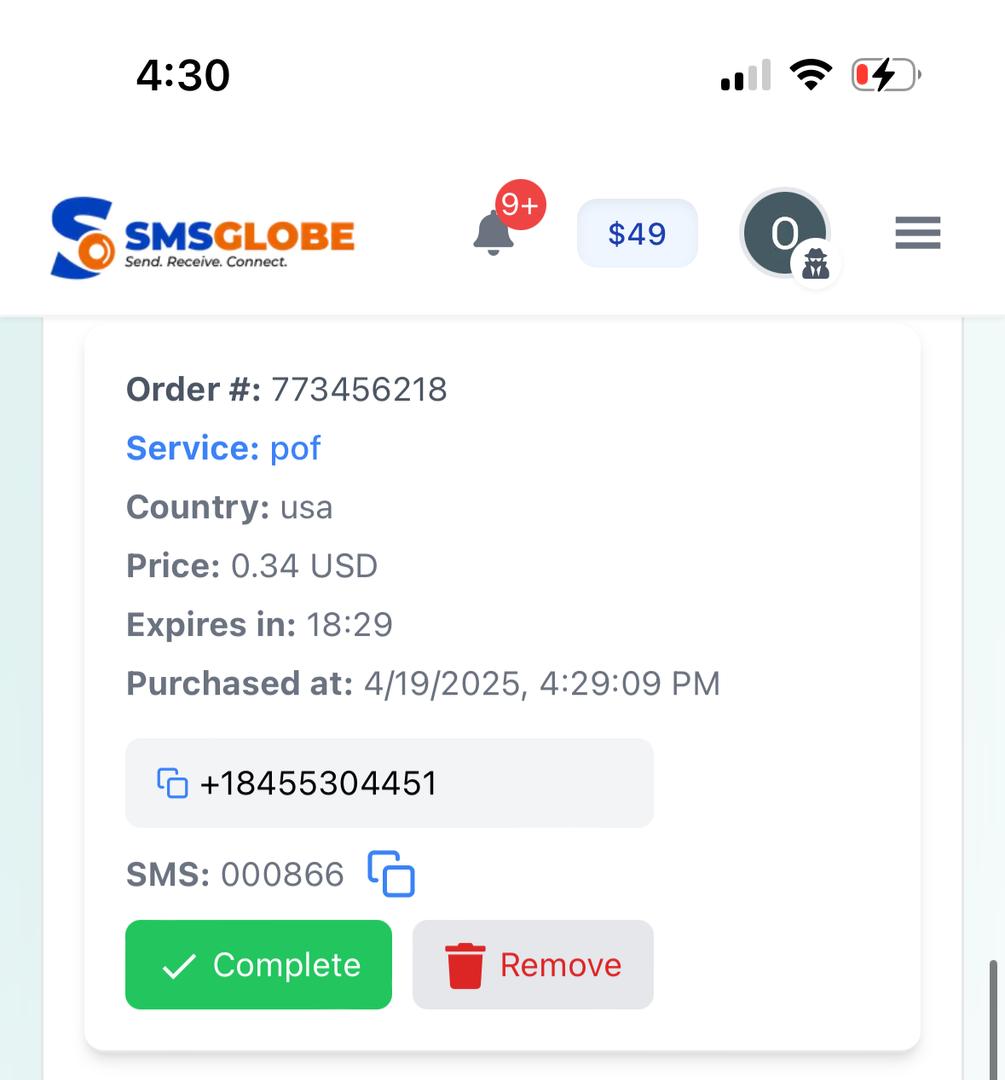 4:30
SMSGLOBE
Send. Receive. Connect.
9+
$49
O
Order #: 773456218
Service: pof
Country: usa
Price: 0.34 USD
Expires in: 18:29
Purchased at: 4/19/2025, 4:29:09 PM
+18455304451
SMS: 000866
Complete
Remove